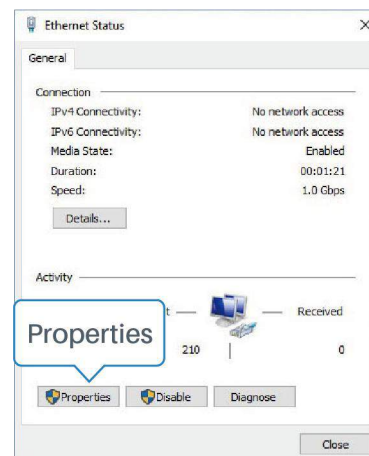 Ethernet Status
General
Connection
IPv4 Connectivity: No network access
IPv6 Connectivity: No network access
Media State: Enabled
Duration: 00:01:21
Speed: 1.0 Gbps
Details...
Activity
Received
Properties
210 0
Properties Disable Diagnose
Close